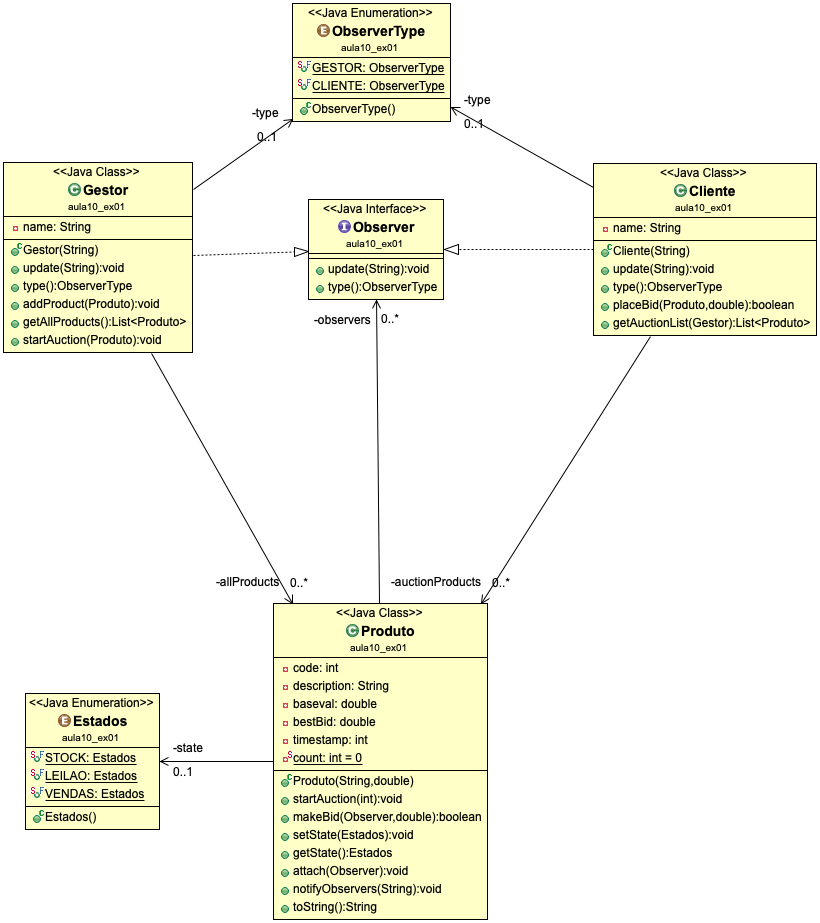 <<Java Enumeration>>
ObserverType
aula10_ex01
GESTOR: ObserverType
CLIENTE: ObserverType
ObserverType()
-type
0..1
-type
0..1
<<Java Class>>
Gestor
aula10_ex01
name: String
Gestor(String)
update(String):void
type():ObserverType
addProduct(Produto):void
getAllProducts():List<Produto>
startAuction(Produto):void
<<Java Interface>>
Observer
aula10_ex01
update(String):void
type():ObserverType
<<Java Class>>
Cliente
aula10_ex01
name: String
Cliente(String)
update(String):void
type():ObserverType
placeBid(Produto,double):boolean
getAuctionList(Gestor):List<Produto>
-observers
0..*
-allProducts
0..*
-auctionProducts
0..*
<<Java Class>>
Produto
aula10_ex01
code: int
description: String
baseval: double
bestBid: double
timestamp: int
count: int = 0
Produto(String,double)
startAuction(int):void
makeBid(Observer,double):boolean
setState(Estados):void
getState():Estados
attach(Observer):void
notifyObservers(String):void
toString():String
<<Java Enumeration>>
Estados
aula10_ex01
STOCK: Estados
LEILAO: Estados
VENDAS: Estados
Estados()
-state
0..1